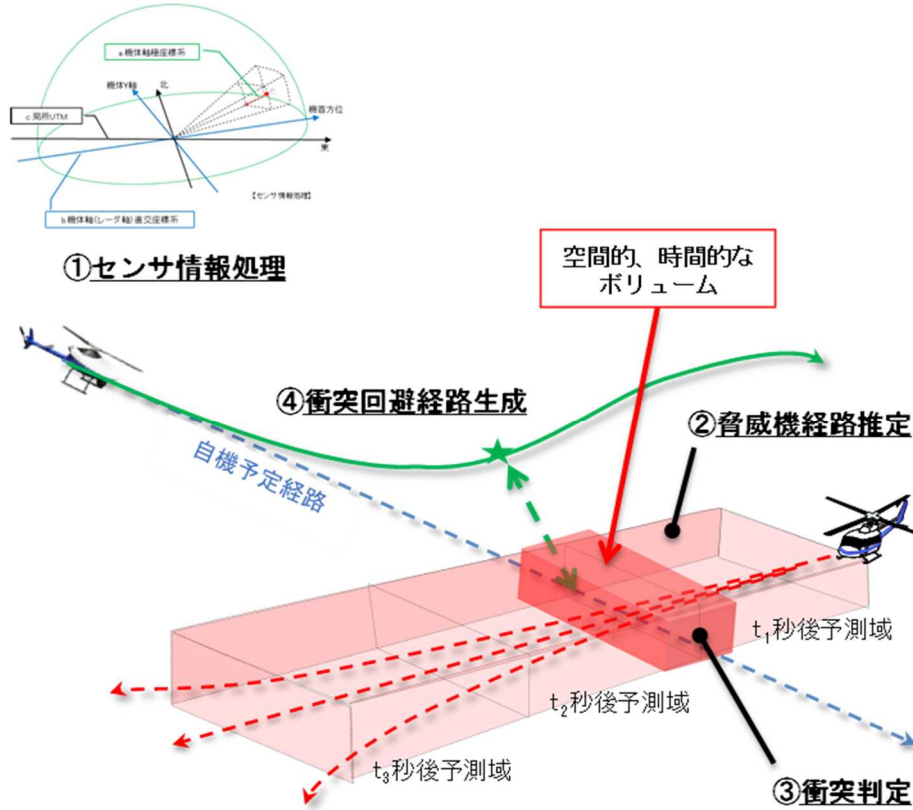 a.機体軸極座標系
機体Y軸
北
機首方位
c.局所UTM
東
【センサ情報処理】
b.機体軸(レーダ軸)直交座標系
①センサ情報処理
空間的、時間的な
ボリューム
④衝突回避経路生成
②脅威機経路推定
自機予定経路
t₁秒後予測域
t₂秒後予測域
t₃秒後予測域
③衝突判定